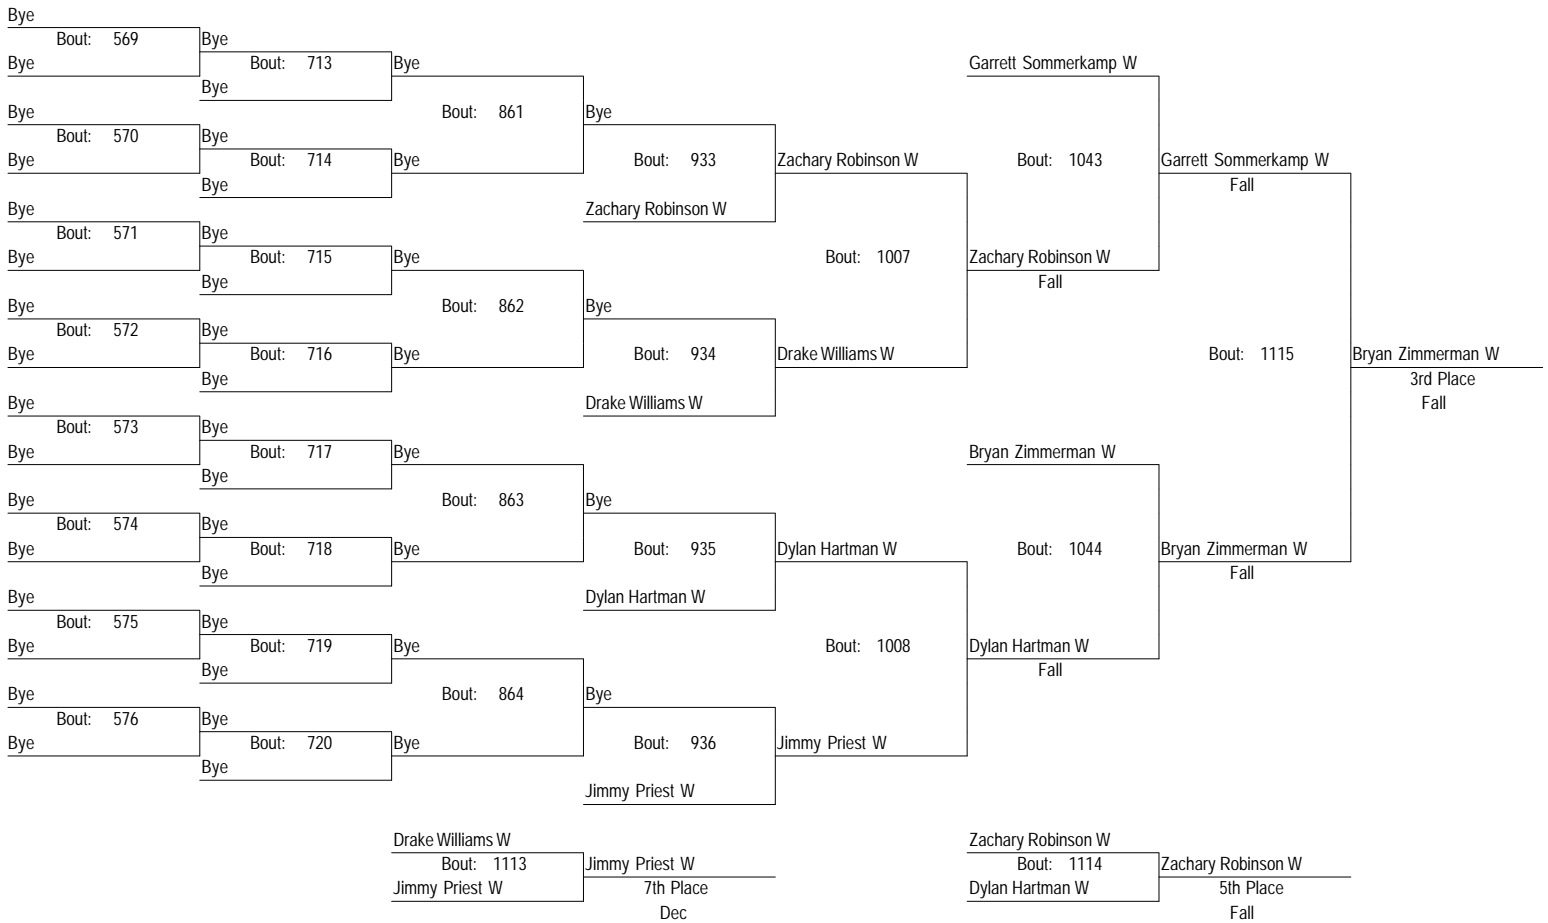 Bye
Bout: 569 Bye
Bye Bout: 713 Bye Garrett Sommerkamp W
Bye
Bye Bout: 861 Bye
Bout: 570 Bye
Bye Bout: 714 Bye Bout: 933 Zachary Robinson W Bout: 1043 Garrett Sommerkamp W
Bye Fall
Bye Zachary Robinson W
Bout: 571 Bye
Bye Bout: 715 Bye Bout: 1007 Zachary Robinson W
Bye Fall
Bye Bout: 862 Bye
Bout: 572 Bye
Bye Bout: 716 Bye Bout: 934 Drake Williams W Bout: 1115 Bryan Zimmerman W
Bye 3rd Place
Bye Drake Williams W Fall
Bout: 573 Bye
Bye Bout: 717 Bye Bryan Zimmerman W
Bye
Bye Bout: 863 Bye
Bout: 574 Bye
Bye Bout: 718 Bye Bout: 935 Dylan Hartman W Bout: 1044 Bryan Zimmerman W
Bye Fall
Bye Dylan Hartman W
Bout: 575 Bye
Bye Bout: 719 Bye Bout: 1008 Dylan Hartman W
Bye Fall
Bye Bout: 864 Bye
Bout: 576 Bye
Bye Bout: 720 Bye Bout: 936 Jimmy Priest W
Bye
Jimmy Priest W
Drake Williams W Zachary Robinson W
Bout: 1113 Jimmy Priest W Bout: 1114 Zachary Robinson W
Jimmy Priest W 7th Place Dylan Hartman W 5th Place
Dec Fall